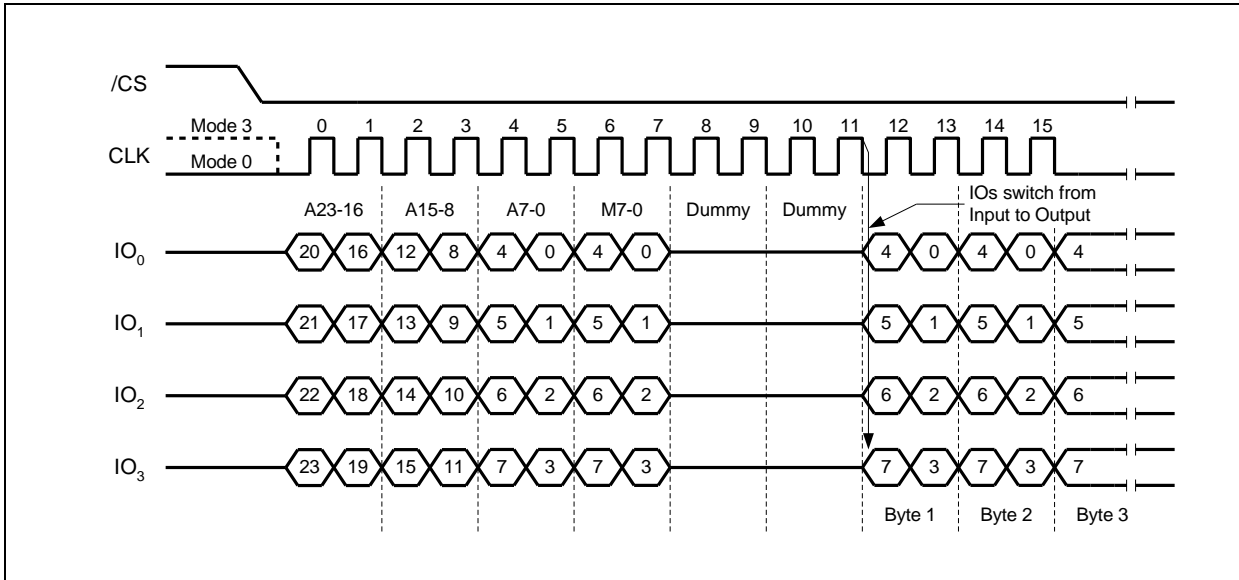 /CS
Mode 3 0 1 2 3 4 5 6 7 8 9 10 11 12 13 14 15
CLK
Mode 0
IOs switch from
Input to Output
A23-16 A15-8 A7-0 M7-0 Dummy Dummy
IO0 20 16 12 8 4 0 4 0 4 0 4 0 4
IO1 21 17 13 9 5 1 5 1 5 1 5 1 5
IO2 22 18 14 10 6 2 6 2 6 2 6 2 6
IO3 23 19 15 11 7 3 7 3 7 3 7 3 7
Byte 1 Byte 2 Byte 3